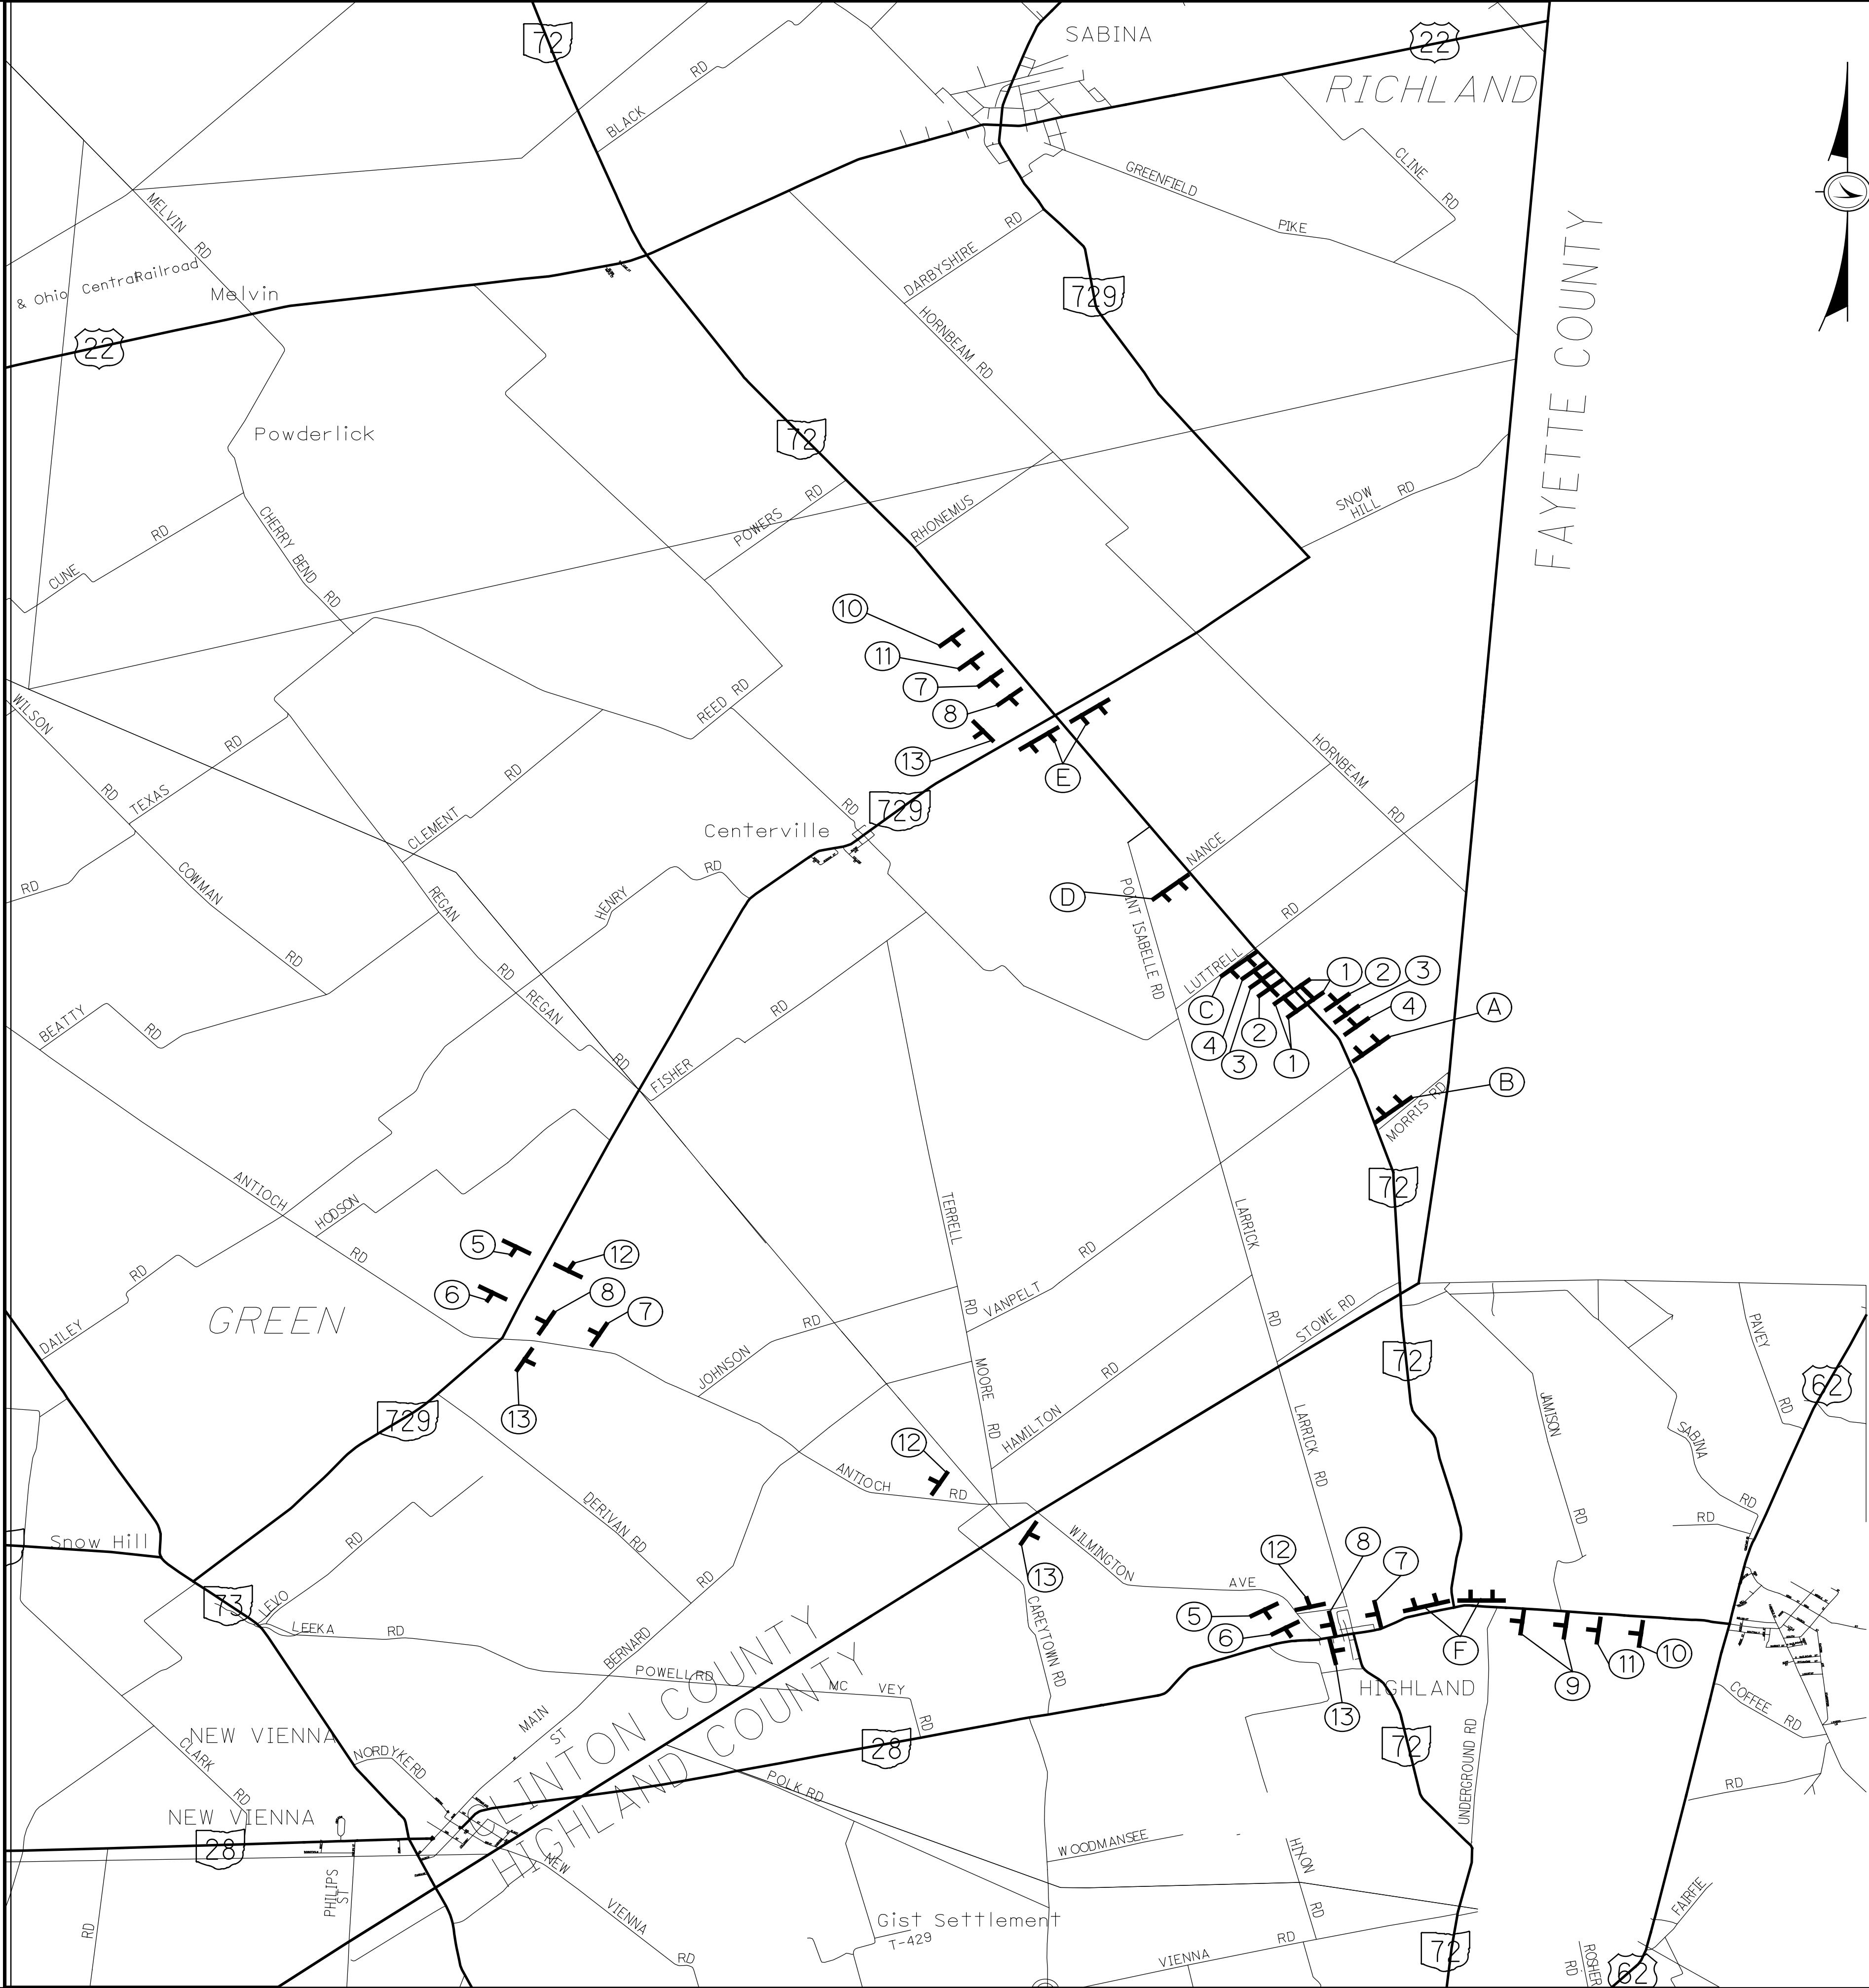 72
SABINA
22
RICHLAND
BLACK
RD
CLINE
RD
GREENFIELD
PIKE
MELVIN
RD
DARBYSHIRE
RD
& Ohio Central Railroad
Melvin
729
22
HORNBEAM RD
FAYETTE COUNTY
Powderlick
72
SNOW
HILL
RD
POWERS
RD
RHONEMUS
CHERRY BEND
RD
CUNE
RD
10
11
7
8
13
E
REED RD
WILSON
RD
TEXAS
RD
CLEMENT
RD
RD
729
Centerville
HORNBEAM
RD
NANCE
D
POINT ISABELLE RD
RD
COWMAN
RD
REGAN
RD
HENRY
RD
LUTTRELL
RD
C
4
3
2
1
1
2
3
4
A
B
MORRIS RD
REGAN
RD
FISHER
RD
BEATTY
RD
72
ANTIOCH
RD
HODSON
TERRELL
RD
LARRICK
RD
VANPELT
RD
5
12
6
8
7
13
GREEN
DAILEY
RD
JOHNSON
RD
STOWE RD
72
PAVEY
RD
62
729
MOORE
RD
HAMILTON
RD
LARRICK
RD
JAMISON
RD
SABINA
RD
RD
12
ANTIOCH
RD
DERIVAN RD
Snow Hill
RD
WILMINGTON
AVE
13
CAREYTOWN RD
12
8
7
5
6
F
13
9
11
10
73
LEVO
LEEKA
RD
BERNARD
RD
POWELL RD
MC VEY
RD
HIGHLAND
COFFEE
RD
CLINTON COUNTY
HIGHLAND COUNTY
MAIN
ST
NEW VIENNA
CLARK
RD
NORDYKE RD
28
72
UNDERGROUND RD
POLK RD
RD
NEW VIENNA
28
PHILIPS
ST
RD
NEW
VIENNA
RD
WOODMANSEE
HIXON
RD
Gist Settlement
T-429
VIENNA
RD
72
FAIRFIE
ROSHER
RD
62